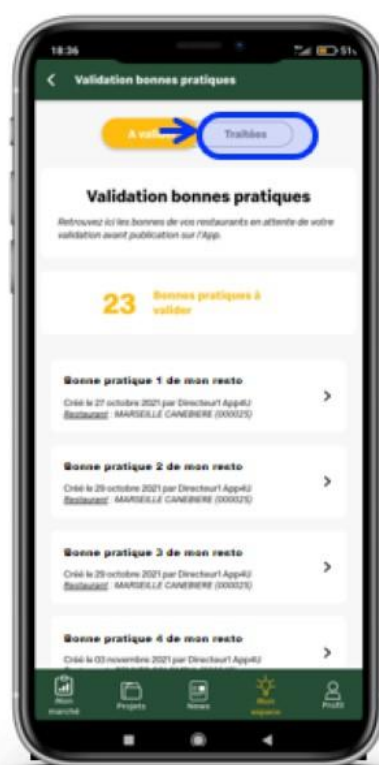 18:36
51%
Validation bonnes pratiques
A
Traitées
Validation bonnes pratiques
Retrouvez ici les bonnes de vos restaurants en attente de votre
validation avant publication sur l'App.
23 Bonnes pratiques à
valider
Bonne pratique 1 de mon resto
Créé le 27 octobre 2021 par Directeur1 App4U
Restaurant : MARSEILLE CANEBIERE (000025)
Bonne pratique 2 de mon resto
Créé le 29 octobre 2021 par Directeur1 App4U
Restaurant : MARSEILLE CANEBIERE (000025)
Bonne pratique 3 de mon resto
Créé le 29 octobre 2021 par Directeur1 App4U
Restaurant : MARSEILLE CANEBIERE (000025)
Bonne pratique 4 de mon resto
Créé le 03 novembre 2021 par Directeur1 App4U
Mon
marché
Projets
News
Mon
espace
Profil